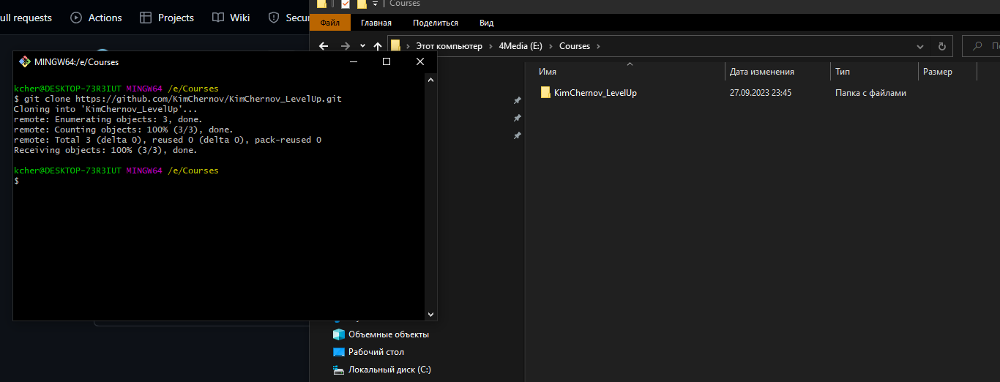 ull requests Actions Projects Wiki Secur
Courses
Файл Главная Поделиться Вид
Этот компьютер 4Media (E:) Courses
MINGW64:/e/Courses
Имя Дата изменения Тип Размер
KimChernov_LevelUp 27.09.2023 23:45 Папка с файлами
kcher@DESKTOP-73R3IUT MINGW64 /e/Courses
$ git clone https://github.com/KimChernov/KimChernov_LevelUp.git
Cloning into 'KimChernov_LevelUp'...
remote: Enumerating objects: 3, done.
remote: Counting objects: 100% (3/3), done.
remote: Total 3 (delta 0), reused 0 (delta 0), pack-reused 0
Receiving objects: 100% (3/3), done.
kcher@DESKTOP-73R3IUT MINGW64 /e/Courses
$
Объемные объекты
Рабочий стол
Локальный диск (C:)